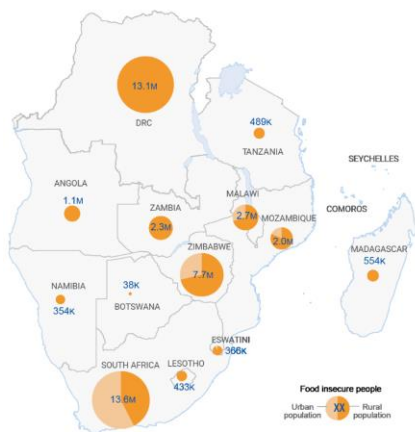 13.1M
DRC
489K
TANZANIA
SEYCHELLES
ANGOLA
1.1M
ZAMBIA
2.3M
MALAWI
2.7M
MOZAMBIQUE
2.0M
COMOROS
MADAGASCAR
554K
ZIMBABWE
7.7M
NAMIBIA
354K
38K
BOTSWANA
ESWATINI
366K
SOUTH AFRICA
13.6M
LESOTHO
433K
Food insecure people
Urban population
XX
Rural population